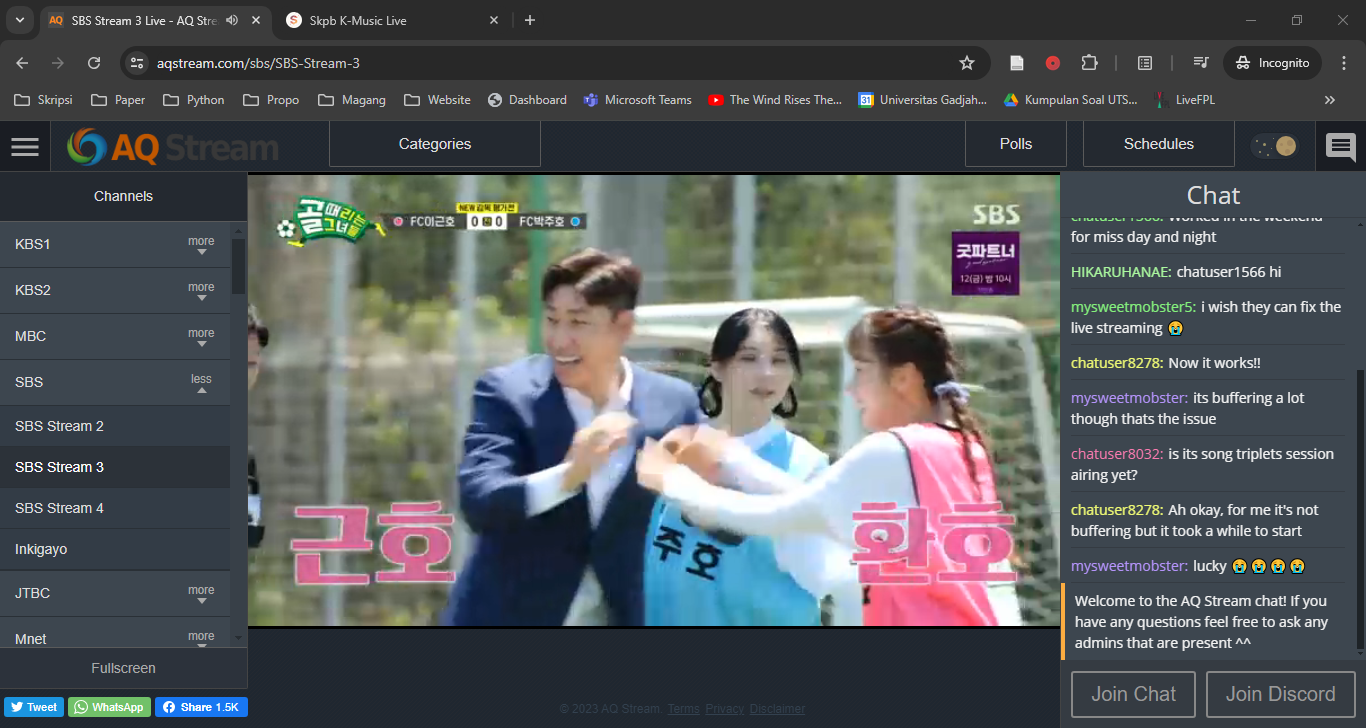 SBS Stream 3 Live - AQ Stre
Skpb K-Music Live
aqstream.com/sbs/SBS-Stream-3
Incognito
Skripsi
Paper
Python
Propo
Magang
Website
Dashboard
Microsoft Teams
The Wind Rises The...
Universitas Gadjah...
Kumpulan Soal UTS...
LiveFPL
AQ Stream
Categories
Polls
Schedules
Channels
KBS1 more
KBS2 more
MBC more
SBS less
SBS Stream 2
SBS Stream 3
SBS Stream 4
Inkigayo
JTBC more
Mnet more
Fullscreen
Tweet
WhatsApp
Share 1.5K
골때리는
그녀들
NEW 감독 평가전
FC이근호 0 0 FC박주호
SBS
굿파트너
12(금) 밤 10시
주호
근호
환호
© 2023 AQ Stream. Terms Privacy Disclaimer
Chat
chatuser1566: Worked in the weekend
for miss day and night
HIKARUHANAE: chatuser1566 hi
mysweetmobster5: i wish they can fix the
live streaming 😭
chatuser8278: Now it works!!
mysweetmobster: its buffering a lot
though thats the issue
chatuser8032: is its song triplets session
airing yet?
chatuser8278: Ah okay, for me it's not
buffering but it took a while to start
mysweetmobster: lucky 😭😭😭😭
Welcome to the AQ Stream chat! If you
have any questions feel free to ask any
admins that are present ^^
Join Chat
Join Discord